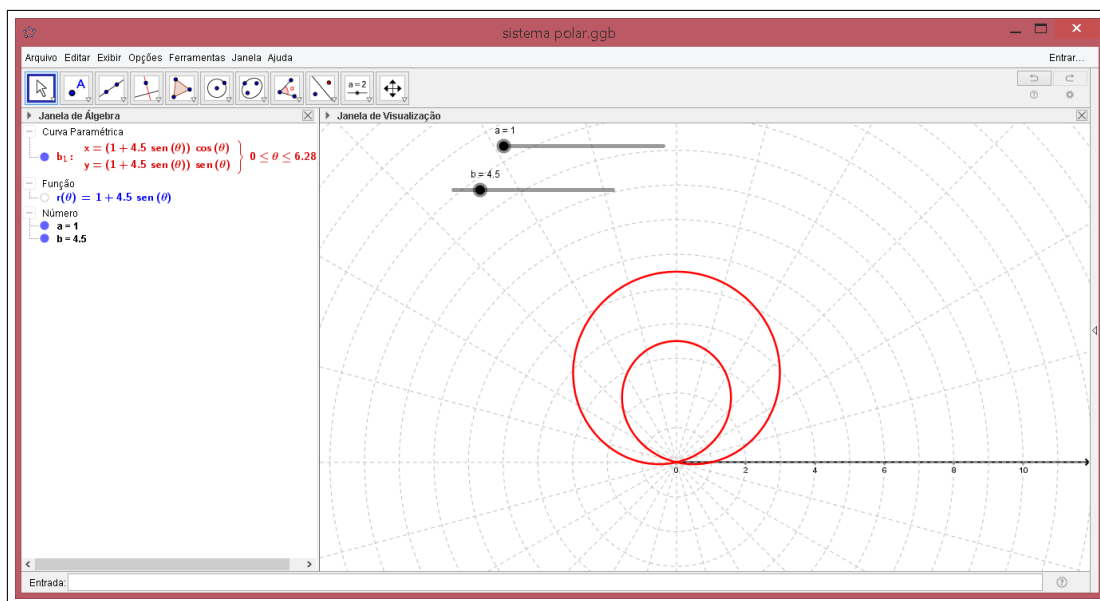 sistema polar.ggb
Arquivo Editar Exibir Opções Ferramentas Janela Ajuda Entrar...
A α a = 2
Janela de Álgebra
Curva Paramétrica
b₁ : x = (1 + 4.5 sen (θ)) cos (θ)
y = (1 + 4.5 sen (θ)) sen (θ) } 0 ≤ θ ≤ 6.28
Função
r(θ) = 1 + 4.5 sen (θ)
Número
a = 1
b = 4.5
Janela de Visualização
a = 1
b = 4.5
0 2 4 6 8 10
Entrada: